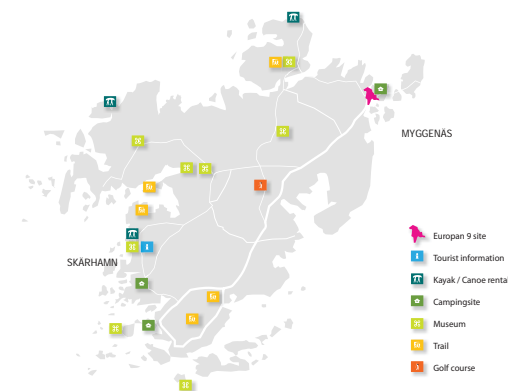 MYGGENÄS
SKÄRHAMN
Europan 9 site
Tourist information
Kayak / Canoe renta
Campingsite
Museum
Trail
Golf course